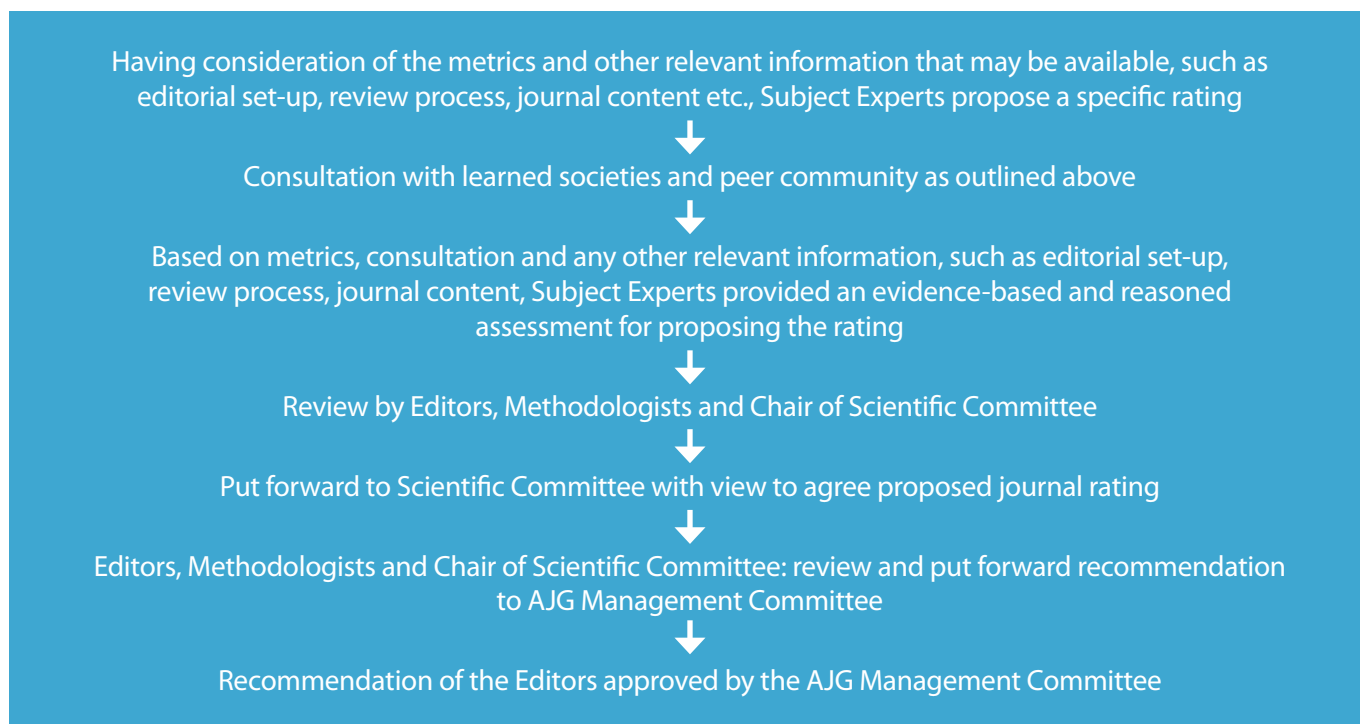 Having consideration of the metrics and other relevant information that may be available, such as
editorial set-up, review process, journal content etc., Subject Experts propose a specific rating
Consultation with learned societies and peer community as outlined above
Based on metrics, consultation and any other relevant information, such as editorial set-up,
review process, journal content, Subject Experts provided an evidence-based and reasoned
assessment for proposing the rating
Review by Editors, Methodologists and Chair of Scientific Committee
Put forward to Scientific Committee with view to agree proposed journal rating
Editors, Methodologists and Chair of Scientific Committee: review and put forward recommendation
to AJG Management Committee
Recommendation of the Editors approved by the AJG Management Committee